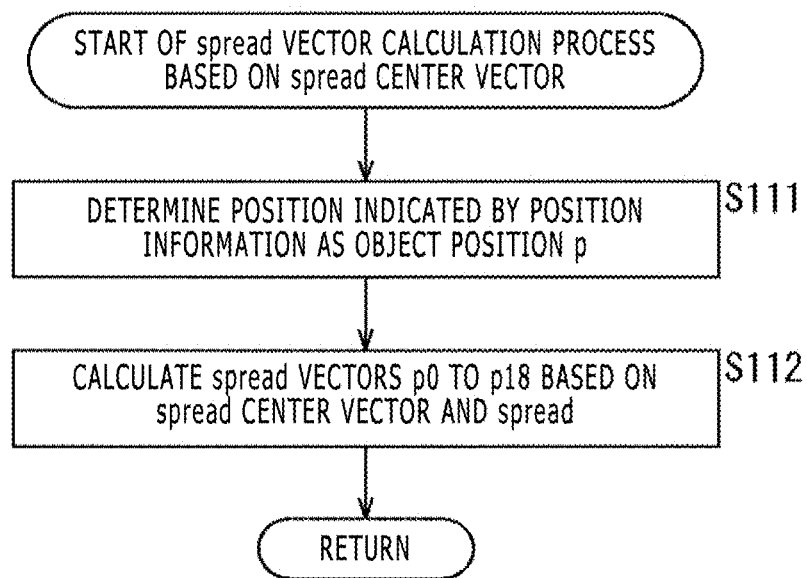 START OF spread VECTOR CALCULATION PROCESS
BASED ON spread CENTER VECTOR
S111
DETERMINE POSITION INDICATED BY POSITION
INFORMATION AS OBJECT POSITION p
S112
CALCULATE spread VECTORS p0 TO p18 BASED ON
spread CENTER VECTOR AND spread
RETURN